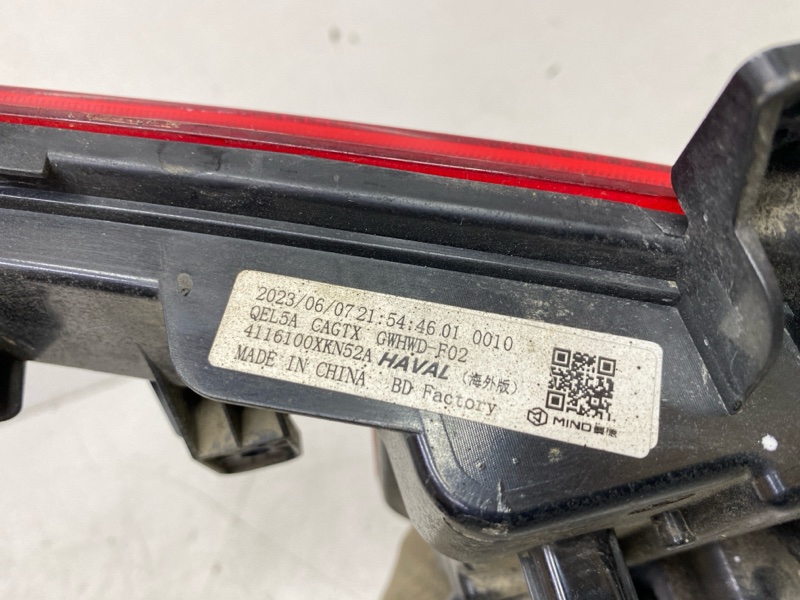 2023/06/07 21:54:46 01 0010
QEL5A CAGTX GWHWD-F02
4116100XKN52A HAVAL (海外版)
MADE IN CHINA BD Factory
MIND